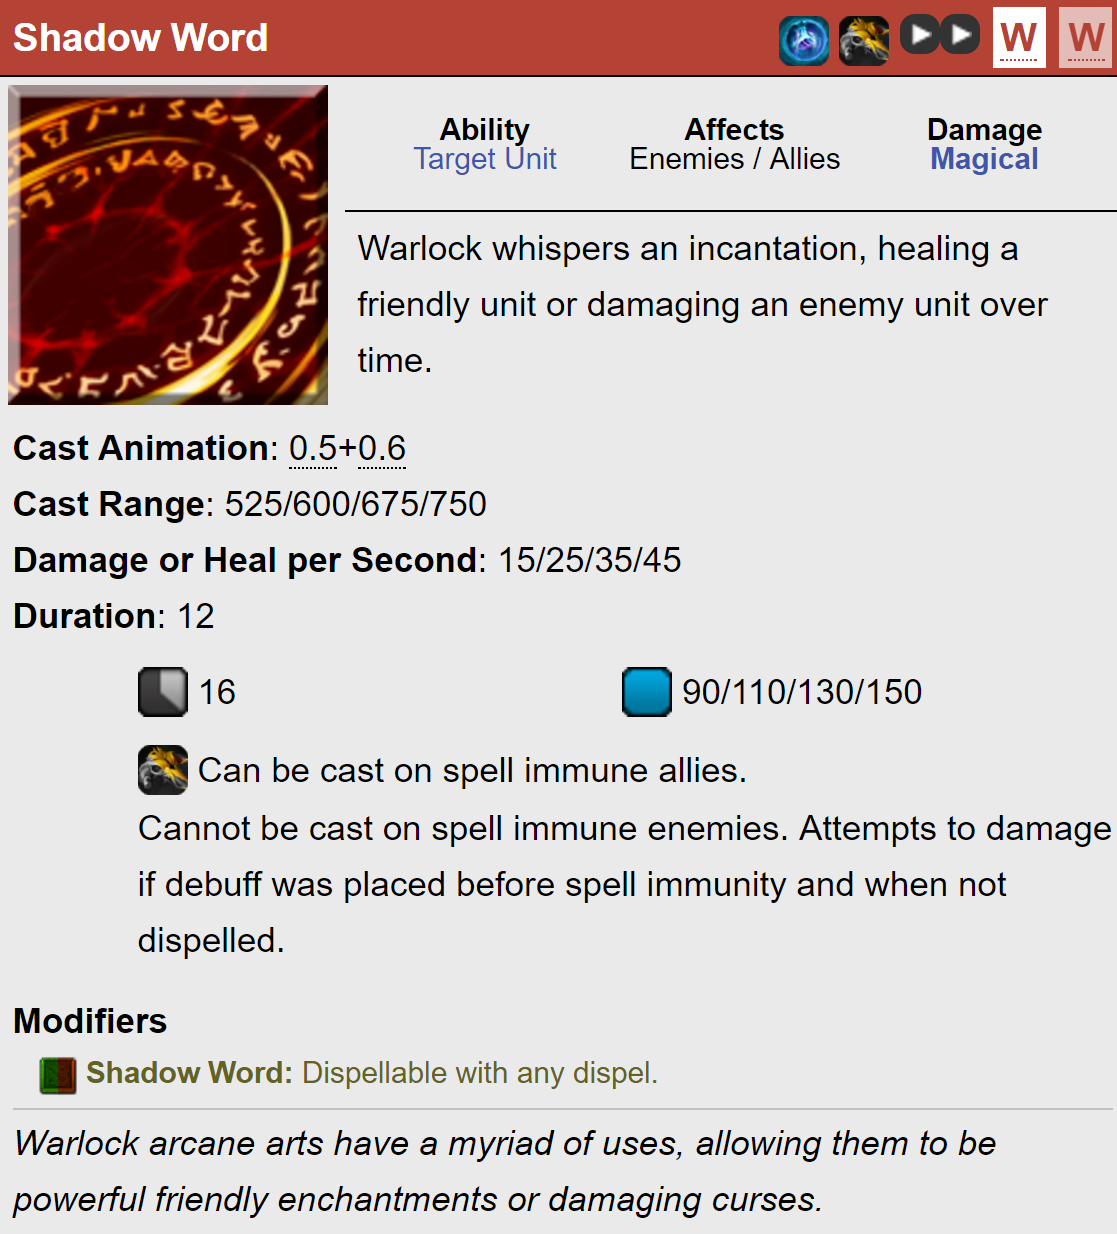 Shadow Word
W W
Ability Affects Damage
Target Unit Enemies / Allies Magical
Warlock whispers an incantation, healing a
friendly unit or damaging an enemy unit over
time.
Cast Animation: 0.5+0.6
Cast Range: 525/600/675/750
Damage or Heal per Second: 15/25/35/45
Duration: 12
16 90/110/130/150
Can be cast on spell immune allies.
Cannot be cast on spell immune enemies. Attempts to damage
if debuff was placed before spell immunity and when not
dispelled.
Modifiers
Shadow Word: Dispellable with any dispel.
Warlock arcane arts have a myriad of uses, allowing them to be
powerful friendly enchantments or damaging curses.